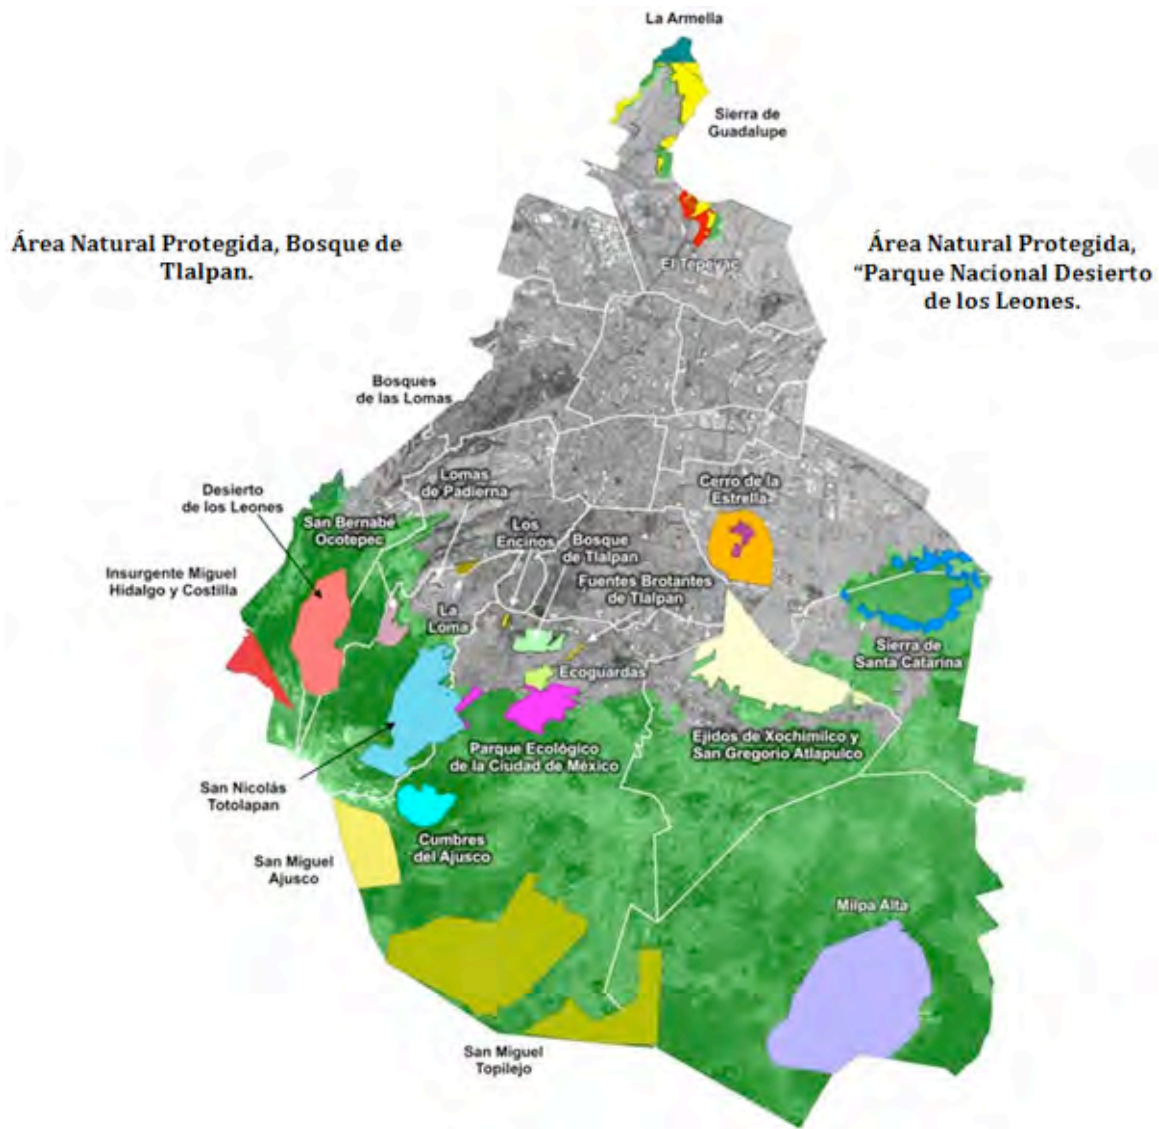 La Armella
Sierra de
Guadalupe
El Tepeyac
Área Natural Protegida, Bosque de
Tlalpan.
Área Natural Protegida,
“Parque Nacional Desierto
de los Leones.
Bosques
de las Lomas
Lomas
de Padierna
Cerro de la
Estrella
Desierto
de los Leones
San Bernabé
Ocotepec
Los
Encinos
Bosque
de Tlalpan
Insurgente Miguel
Hidalgo y Costilla
Fuentes Brotantes
de Tlalpan
La
Loma
Sierra de
Santa Catarina
Ecoguardas
Parque Ecológico
de la Ciudad de México
Ejidos de Xochimilco y
San Gregorio Atlapulco
San Nicolás
Totolapan
Cumbres
del Ajusco
San Miguel
Ajusco
Milpa Alta
San Miguel
Topilejo